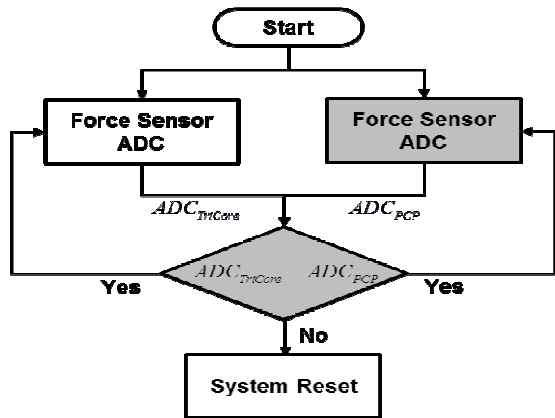 Start
Force Sensor
ADC
Force Sensor
ADC
ADC_TriCore
ADC_PCP
ADC_TriCore ADC_PCP
Yes
Yes
No
System Reset